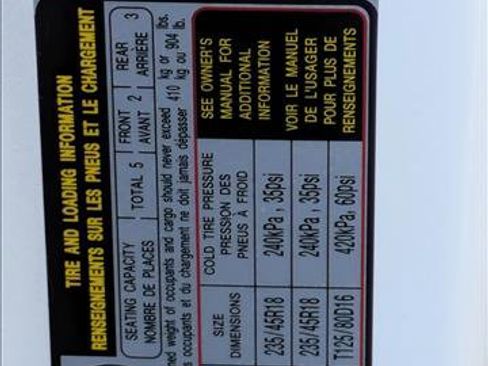 TIRE AND LOADING INFORMATION
RENSEIGNEMENTS SUR LES PNEUS ET LE CHARGEMENT
SEATING CAPACITY
NOMBRE DE PLACES
TOTAL 5
FRONT
AVANT 2
REAR
ARRIÈRE 3
weight of occupants and cargo should never exceed 410 kg or lbs.
occupants et du chargement ne doit jamais dépasser kg ou 904 lb.
SIZE
DIMENSIONS
COLD TIRE PRESSURE
PRESSION DES
PNEUS À FROID
235/45R18 240kPa, 35psi
235/45R18 240kPa, 35psi
T125/80D16 420kPa, 60psi
SEE OWNER'S
MANUAL FOR
ADDITIONAL
INFORMATION
VOIR LE MANUEL
DE L'USAGER
POUR PLUS DE
RENSEIGNEMENTS